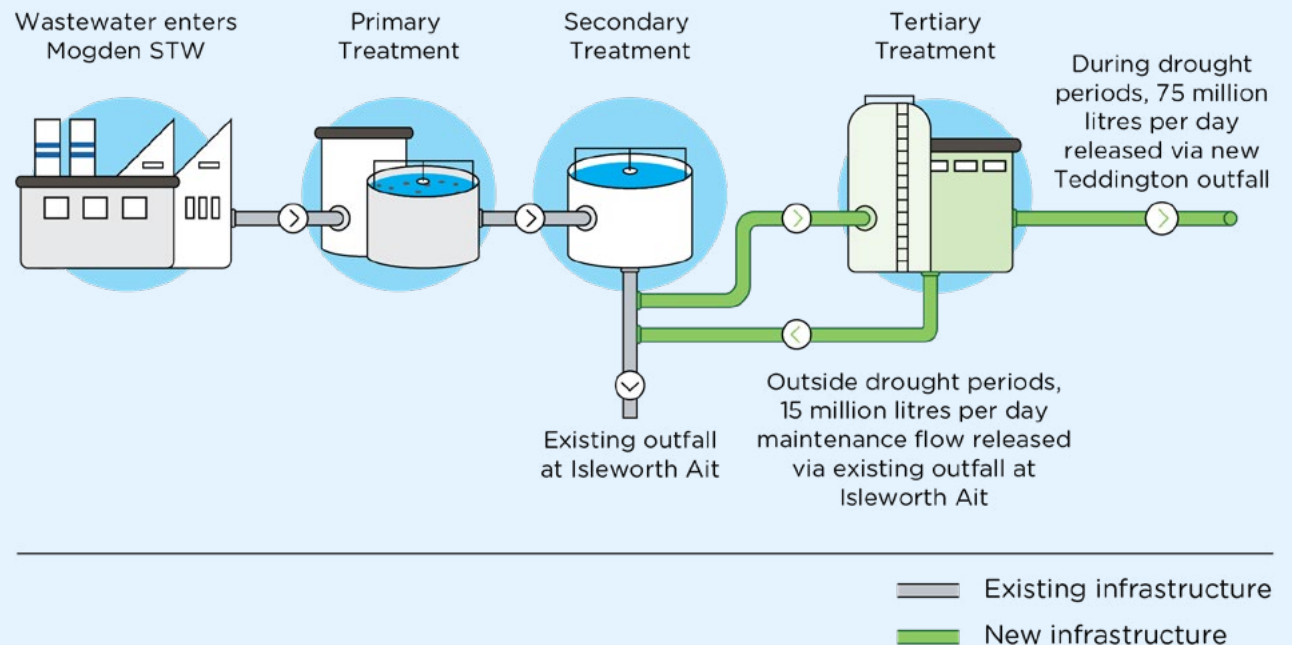 Wastewater enters
Mogden STW
Primary
Treatment
Secondary
Treatment
Tertiary
Treatment
During drought
periods, 75 million
litres per day
released via new
Teddington outfall
Existing outfall
at Isleworth Ait
Outside drought periods,
15 million litres per day
maintenance flow released
via existing outfall at
Isleworth Ait
Existing infrastructure
New infrastructure